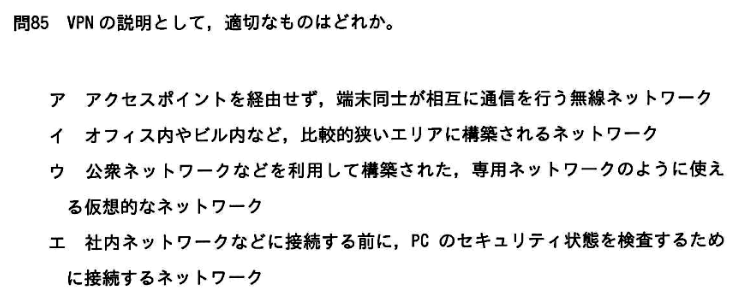 問85 VPNの説明として，適切なものはどれか。
ア アクセスポイントを経由せず，端末同士が相互に通信を行う無線ネットワーク
イ オフィス内やビル内など，比較的狭いエリアに構築されるネットワーク
ウ 公衆ネットワークなどを利用して構築された，専用ネットワークのように使え
る仮想的なネットワーク
エ 社内ネットワークなどに接続する前に，PCのセキュリティ状態を検査するため
に接続するネットワーク